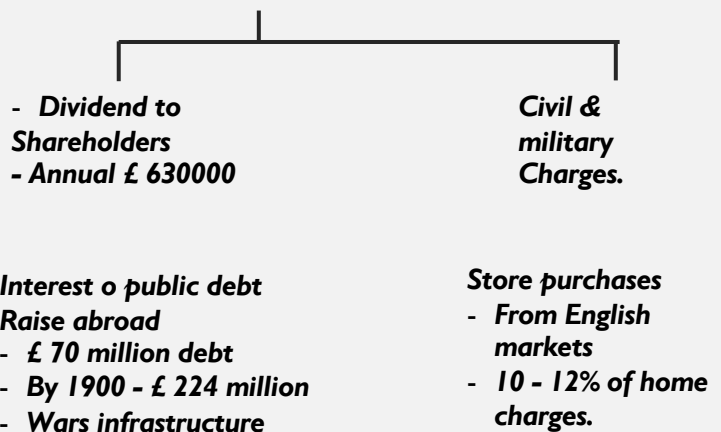 - Dividend to
Shareholders
- Annual £ 630000
Civil &
military
Charges.
Interest o public debt
Raise abroad
- £ 70 million debt
- By 1900 - £ 224 million
- Wars infrastructure
Store purchases
- From English
markets
- 10 - 12% of home
charges.